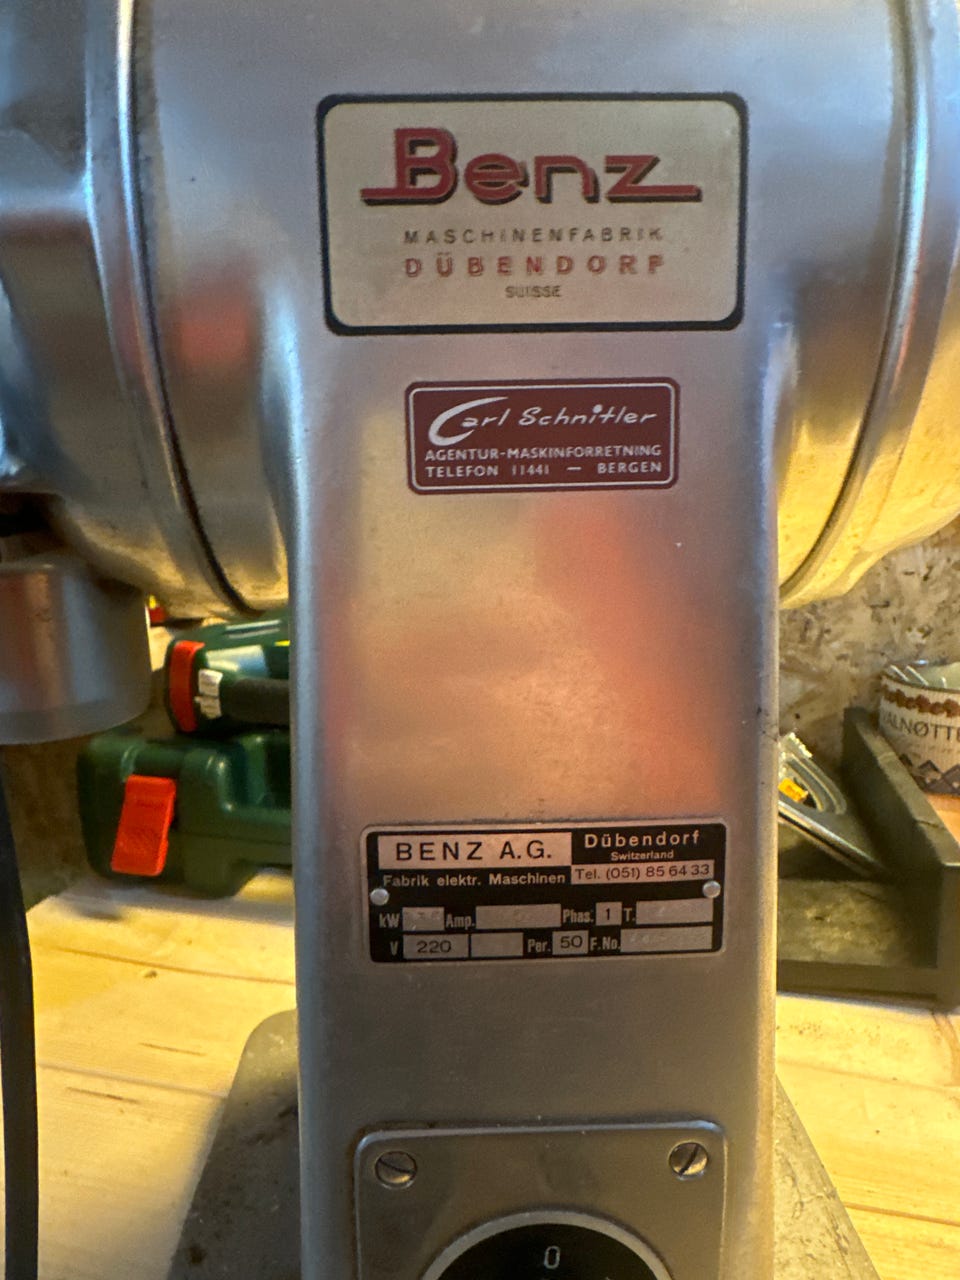 Benz
MASCHINENFABRIK
DÜBENDORF
SUISSE
Carl Schnitler
AGENTUR-MASKINFORRETNING
TELEFON 11441 — BERGEN
BENZ A.G. Dübendorf
Switzerland
Fabrik elektr. Maschinen Tel. (051) 85 64 33
kW Amp. Phas. 1 T.
V 220 Per. 50 F.No.
0
VALNØTTE